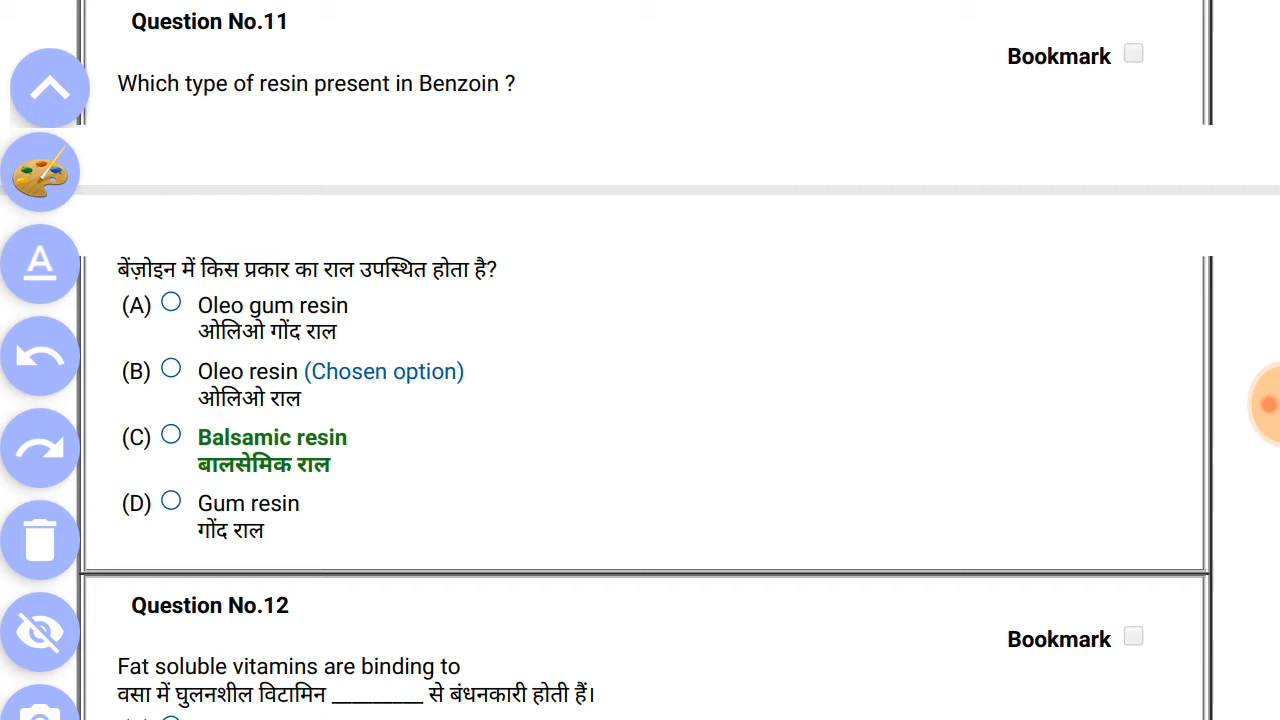 Question No.11
Bookmark
Which type of resin present in Benzoin ?
बेंज़ोइन में किस प्रकार का राल उपस्थित होता है?
(A) Oleo gum resin
ओलिओ गोंद राल
(B) Oleo resin (Chosen option)
ओलिओ राल
(C) Balsamic resin
बालसेमिक राल
(D) Gum resin
गोंद राल
Question No.12
Bookmark
Fat soluble vitamins are binding to
वसा में घुलनशील विटामिन _________ से बंधनकारी होती हैं।